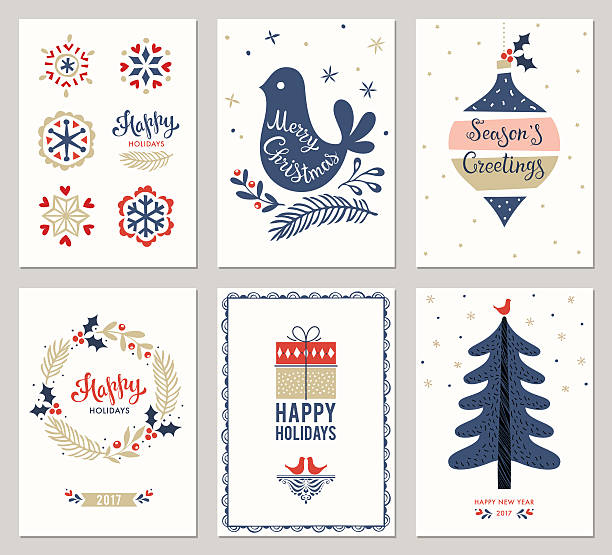 Happy
HOLIDAYS
Merry
Christmas
Season's
Greetings
Happy
HOLIDAYS
2017
HAPPY
HOLIDAYS
HAPPY NEW YEAR
2017